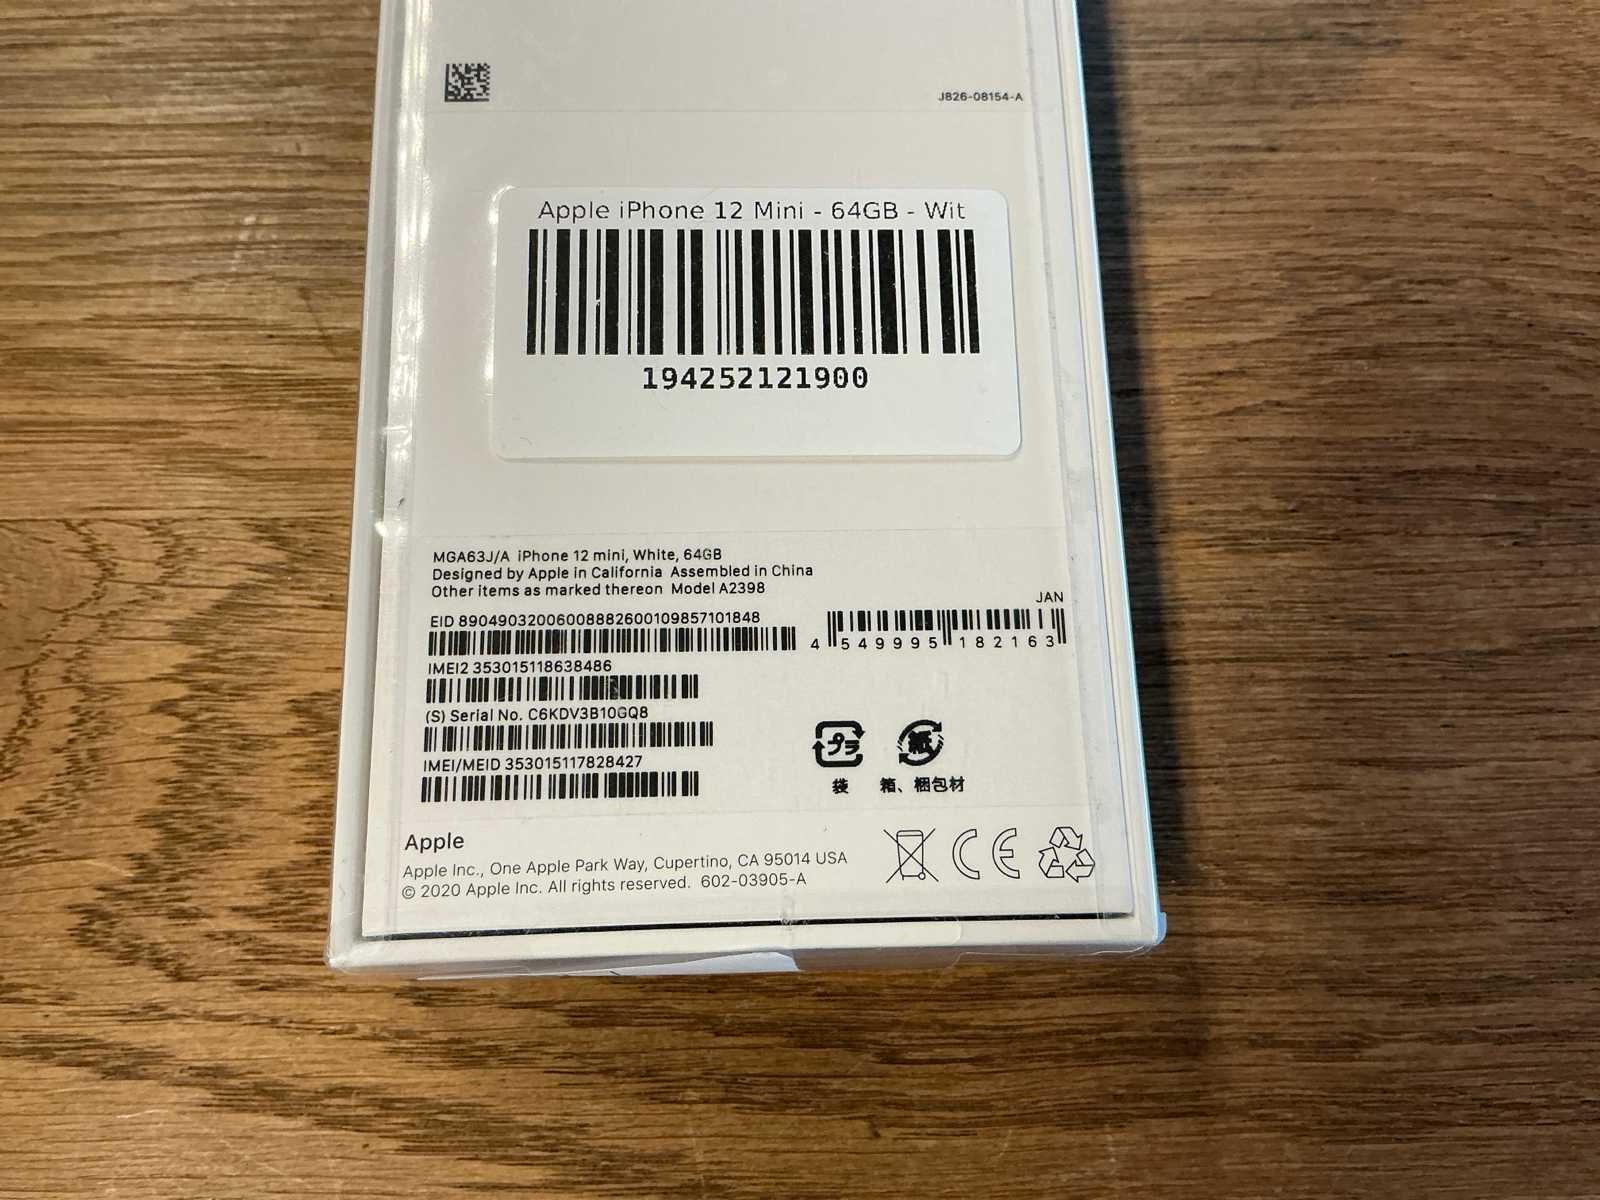 J826-08154-A
Apple iPhone 12 Mini - 64GB - Wit
194252121900
MGA63J/A iPhone 12 mini, White, 64GB
Designed by Apple in California Assembled in China
Other items as marked thereon Model A2398
JAN
EID 89049032006008882600109857101848
4 549995 182163
IMEI2 353015118638486
(S) Serial No. C6KDV3B10GQ8
IMEI/MEID 353015117828427
プラ
紙
袋
箱、梱包材
Apple
Apple Inc., One Apple Park Way, Cupertino, CA 95014 USA
© 2020 Apple Inc. All rights reserved. 602-03905-A
CE